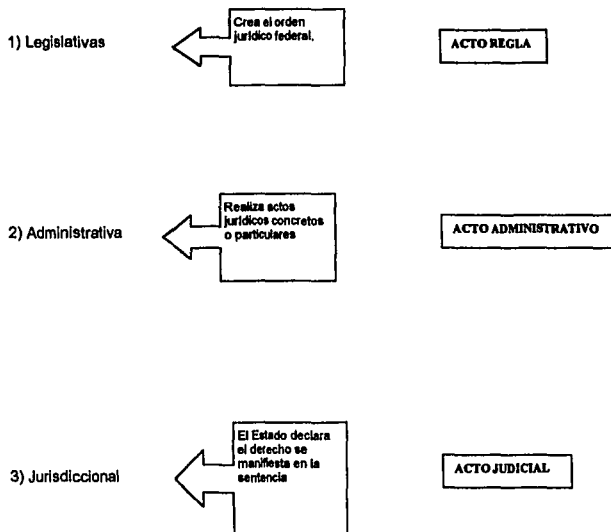 Crea el orden
jurídico federal.
1) Legislativas
ACTO REGLA
Realiza actos
jurídicos concretos
o particulares
2) Administrativa
ACTO ADMINISTRATIVO
El Estado declara
el derecho se
manifiesta en la
sentencia
3) Jurisdiccional
ACTO JUDICIAL